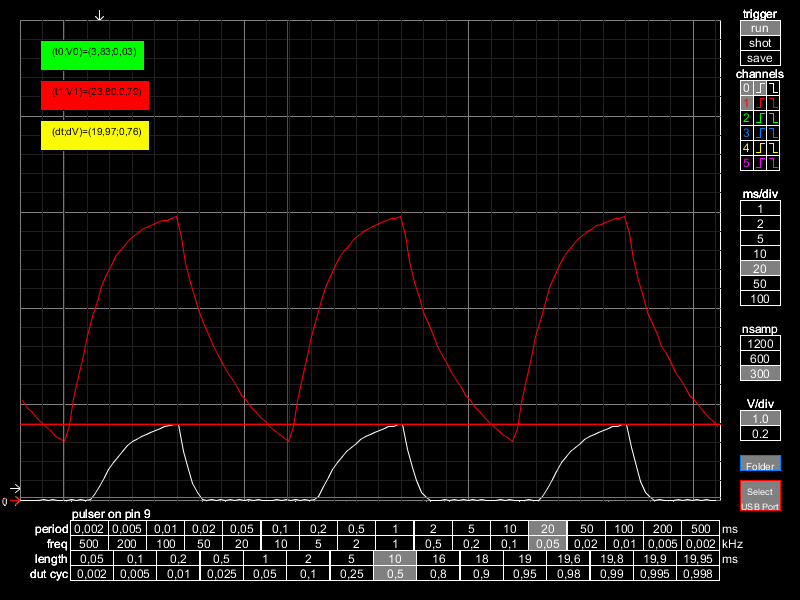 (t0;V0)=(3,83;0,03)
(t1;V1)=(23,80;0,79)
(dt;dV)=(19,97;0,76)
0
trigger
run
shot
save
channels
0
1
2
3
4
5
ms/div
1
2
5
10
20
50
100
nsamp
1200
600
300
V/div
1.0
0.2
Folder
Select
USB Port
pulser on pin 9
period 0,002 0,005 0,01 0,02 0,05 0,1 0,2 0,5 1 2 5 10 20 50 100 200 500 ms
freq 500 200 100 50 20 10 5 2 1 0,5 0,2 0,1 0,05 0,02 0,01 0,005 0,002 kHz
length 0,05 0,1 0,2 0,5 1 2 5 10 16 18 19 19,6 19,8 19,9 19,95 ms
dut cyc 0,002 0,005 0,01 0,025 0,05 0,1 0,25 0,5 0,8 0,9 0,95 0,98 0,99 0,995 0,998